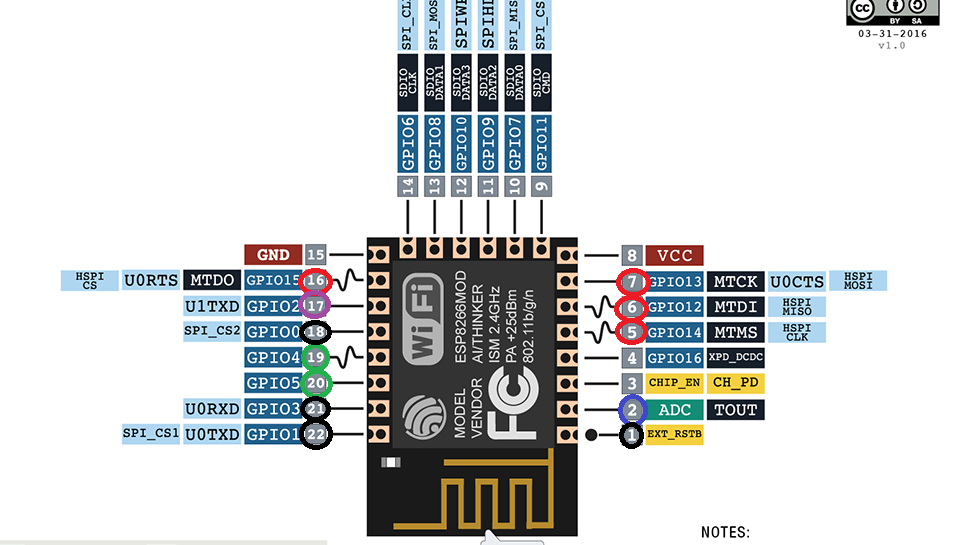 cc
BY SA
03-31-2016
v1.0
SPI_CL
SPI_MOS
SPIWP
SPIHD
SPI_MIS
SPI_CS
SDIO CLK
SDIO DATA1
SDIO DATA3
SDIO DATA2
SDIO DATA0
SDIO CMD
GPIO6
GPIO8
GPIO10
GPIO9
GPIO7
GPIO11
14
13
12
11
10
9
GND 15
HSPI CS U0RTS MTDO GPIO15 16
U1TXD GPIO2 17
SPI_CS2 GPIO0 18
GPIO4 19
GPIO5 20
U0RXD GPIO3 21
SPI_CS1 U0TXD GPIO1 22
WiFi
ESP8266MOD
AI/THINKER
ISM 2.4GHz
PA +25dBm
802.11b/g/n
MODEL
VENDOR
FC
8 VCC
7 GPIO13 MTCK U0CTS HSPI MOSI
6 GPIO12 MTDI HSPI MISO
5 GPIO14 MTMS HSPI CLK
4 GPIO16 XPD_DCDC
3 CHIP_EN CH_PD
2 ADC TOUT
1 EXT_RSTB
NOTES: